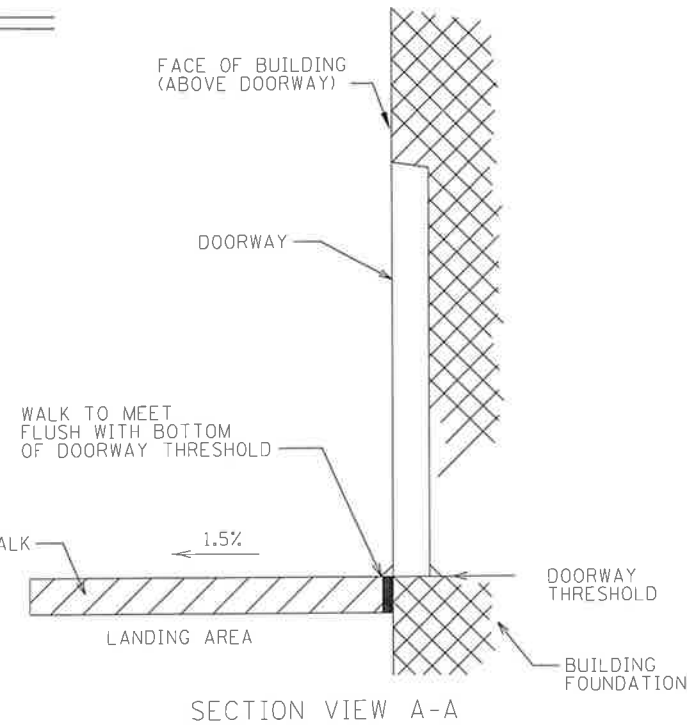 FACE OF BUILDING
(ABOVE DOORWAY)
DOORWAY
WALK TO MEET
FLUSH WITH BOTTOM
OF DOORWAY THRESHOLD
1.5%
ALK
DOORWAY
THRESHOLD
LANDING AREA
BUILDING
FOUNDATION
SECTION VIEW A-A